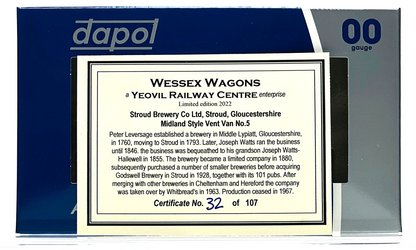 dapol
00
gauge
WESSEX WAGONS
a YEOVIL RAILWAY CENTRE enterprise
Limited edition 2022
Stroud Brewery Co Ltd, Stroud, Gloucestershire
Midland Style Vent Van No.5
Peter Leversage established a brewery in Middle Lypiatt, Gloucestershire,
in 1760, moving to Stroud in 1793. Later, Joseph Watts ran the business
until 1846. the business was bequeathed to his grandson Joseph Watts-
Hallewell in 1855. The brewery became a limited company in 1880,
subsequently purchased a number of smaller breweries before acquiring
Godswell Brewery in Stroud in 1928, together with its 101 pubs. After
merging with other breweries in Cheltenham and Hereford the company
was taken over by Whitbread's in 1963. Production ceased in 1967.
Certificate No. 32 of 107